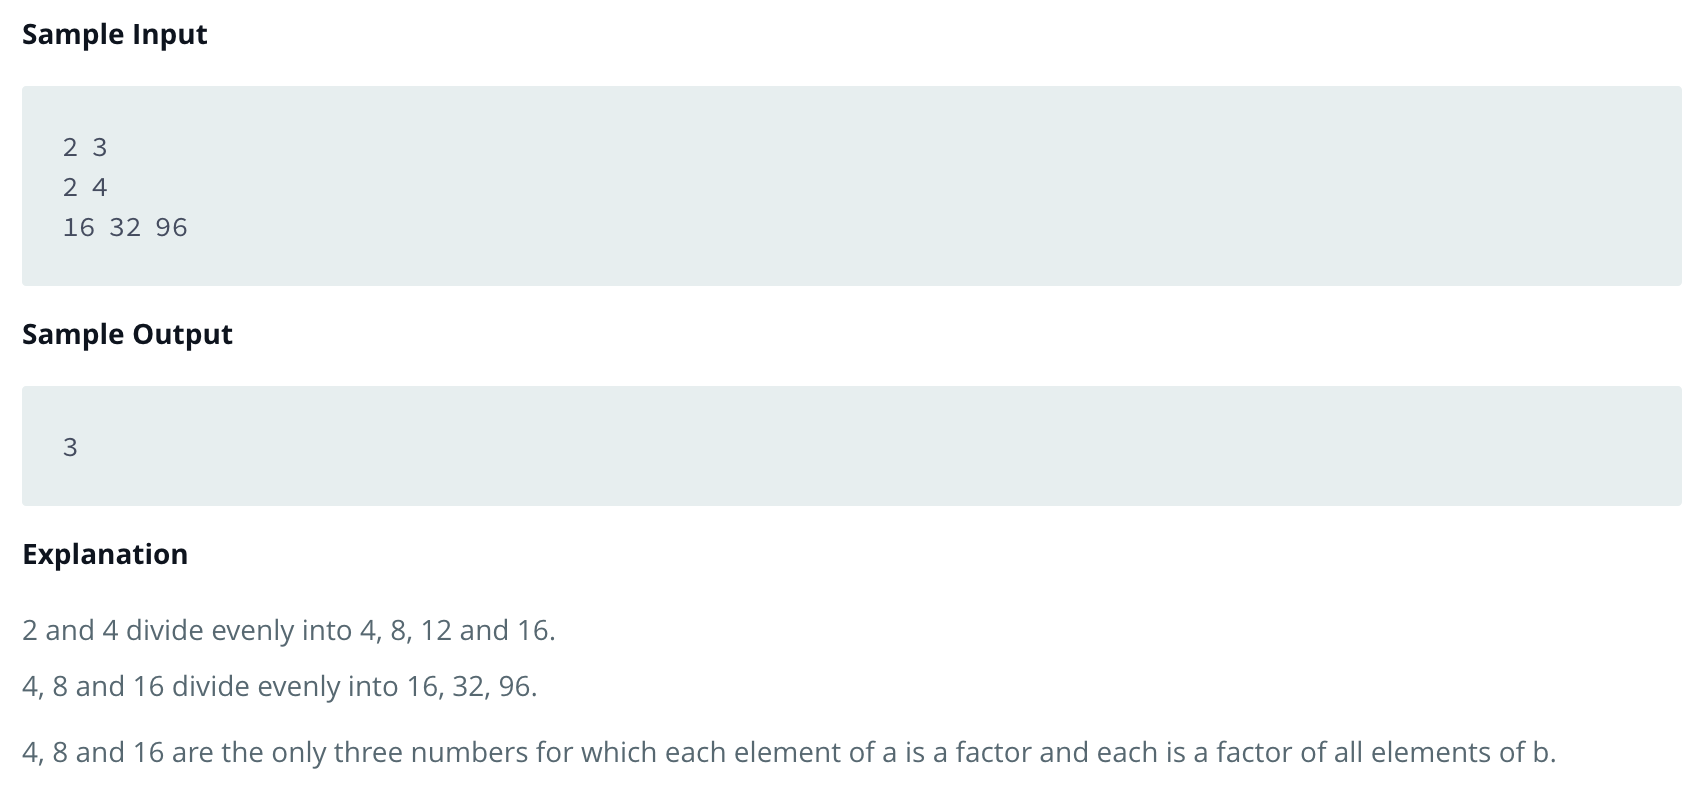 Sample Input
2 3
2 4
16 32 96
Sample Output
3
Explanation
2 and 4 divide evenly into 4, 8, 12 and 16.
4, 8 and 16 divide evenly into 16, 32, 96.
4, 8 and 16 are the only three numbers for which each element of a is a factor and each is a factor of all elements of b.